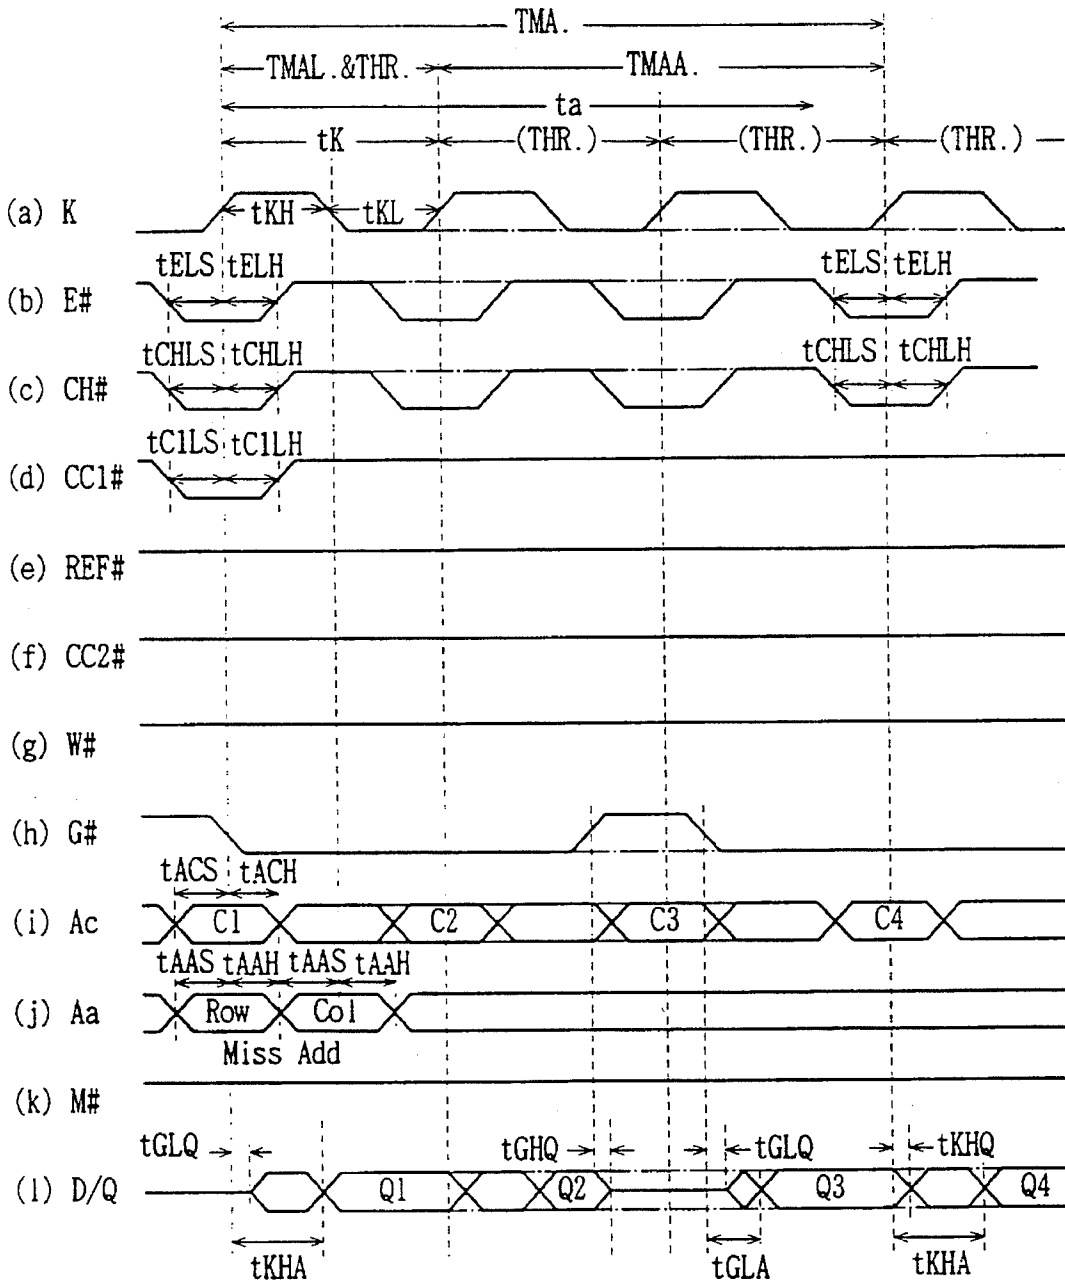 TMA.
TMAL.&THR. TMAA.
ta
tK (THR.) (THR.) (THR.)
(a) K tKH tKL
tELS tELH tELS tELH
(b) E#
tCHLS tCHLH tCHLS tCHLH
(c) CH#
tC1LS tC1LH
(d) CC1#
(e) REF#
(f) CC2#
(g) W#
(h) G#
tACS tACH
(i) Ac C1 C2 C3 C4
tAAS tAAH tAAS tAAH
(j) Aa Row Col
Miss Add
(k) M#
tGLQ tGHQ tGLQ tKHQ
(l) D/Q Q1 Q2 Q3 Q4
tKHA tGLA tKHA